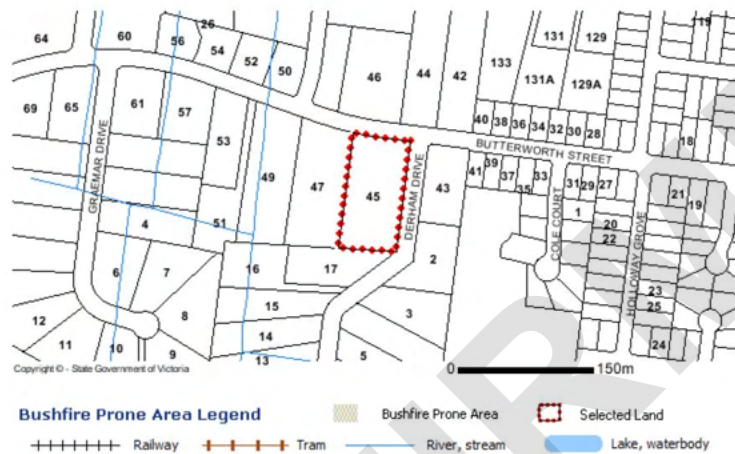 26
64 60 56 54 52 50 46 44 42 133 131 129 119
131A 129A
69 65 61 57 53 40 38 36 34 32 30 28 18
BUTTERWORTH STREET
GRAEMAR DRIVE
49 47 45 DERHAM DRIVE 43 41 39 37 35 33 31 29 27 21 19
COLE COURT
HOLLOWAY GROVE
4 51 1 20
22
6 7 16 17 2
8 15 3 23
25
12 11 10 9 14 13 5 24
Copyright © - State Government of Victoria
0 150m
Bushfire Prone Area Legend Bushfire Prone Area Selected Land
Railway Tram River, stream Lake, waterbody